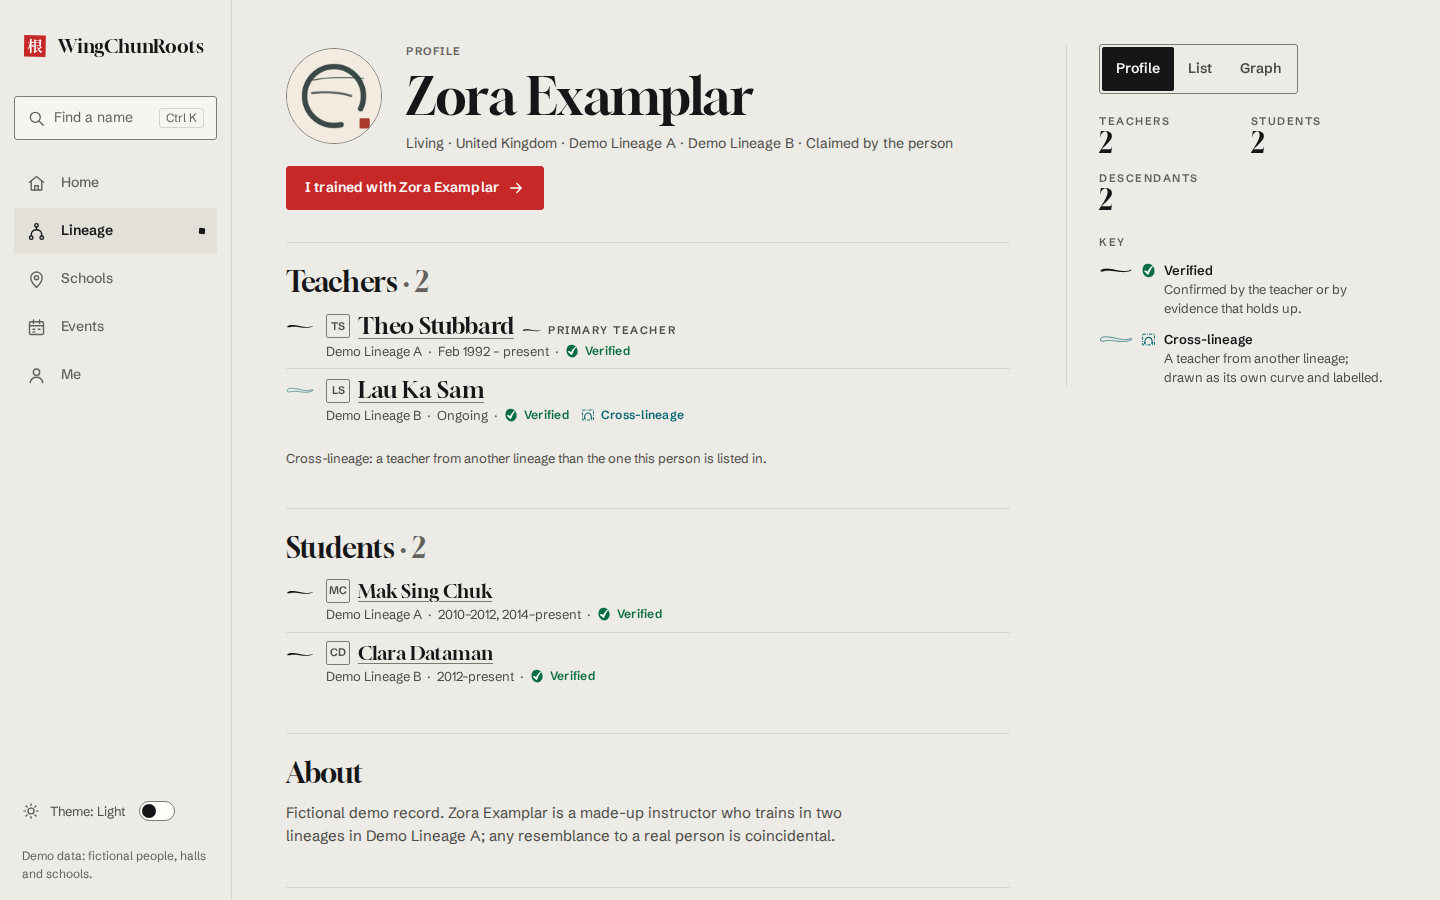 根 WingChunRoots
Find a name Ctrl K
Home
Lineage
Schools
Events
Me
Theme: Light
Demo data: fictional people, halls
and schools.
PROFILE
Zora Examplar
Living · United Kingdom · Demo Lineage A · Demo Lineage B · Claimed by the person
I trained with Zora Examplar →
Teachers · 2
TS Theo Stubbard PRIMARY TEACHER
Demo Lineage A · Feb 1992 – present · Verified
LS Lau Ka Sam
Demo Lineage B · Ongoing · Verified Cross-lineage
Cross-lineage: a teacher from another lineage than the one this person is listed in.
Students · 2
MC Mak Sing Chuk
Demo Lineage A · 2010–2012, 2014–present · Verified
CD Clara Dataman
Demo Lineage B · 2012–present · Verified
About
Fictional demo record. Zora Examplar is a made-up instructor who trains in two
lineages in Demo Lineage A; any resemblance to a real person is coincidental.
Profile List Graph
TEACHERS STUDENTS
2 2
DESCENDANTS
2
KEY
Verified
Confirmed by the teacher or by
evidence that holds up.
Cross-lineage
A teacher from another lineage;
drawn as its own curve and labelled.